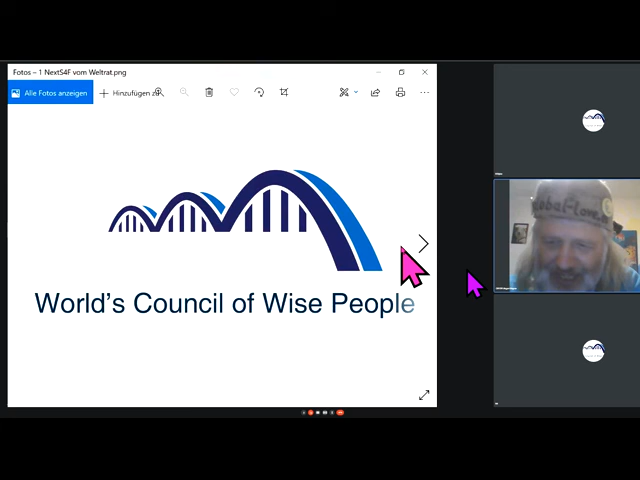 Fotos – 1 NextS4F vom Weltrat.png
Alle Fotos anzeigen
Hinzufügen zu
World's Council of Wise People